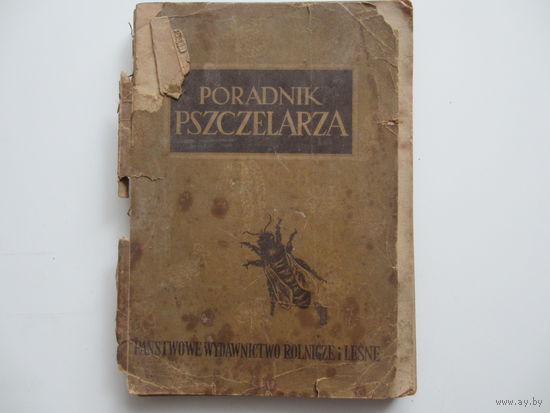 PORADNIK
PSZCZELARZA
PAŃSTWOWE WYDAWNICTWO ROLNICZE i LEŚNE
www.ay.by